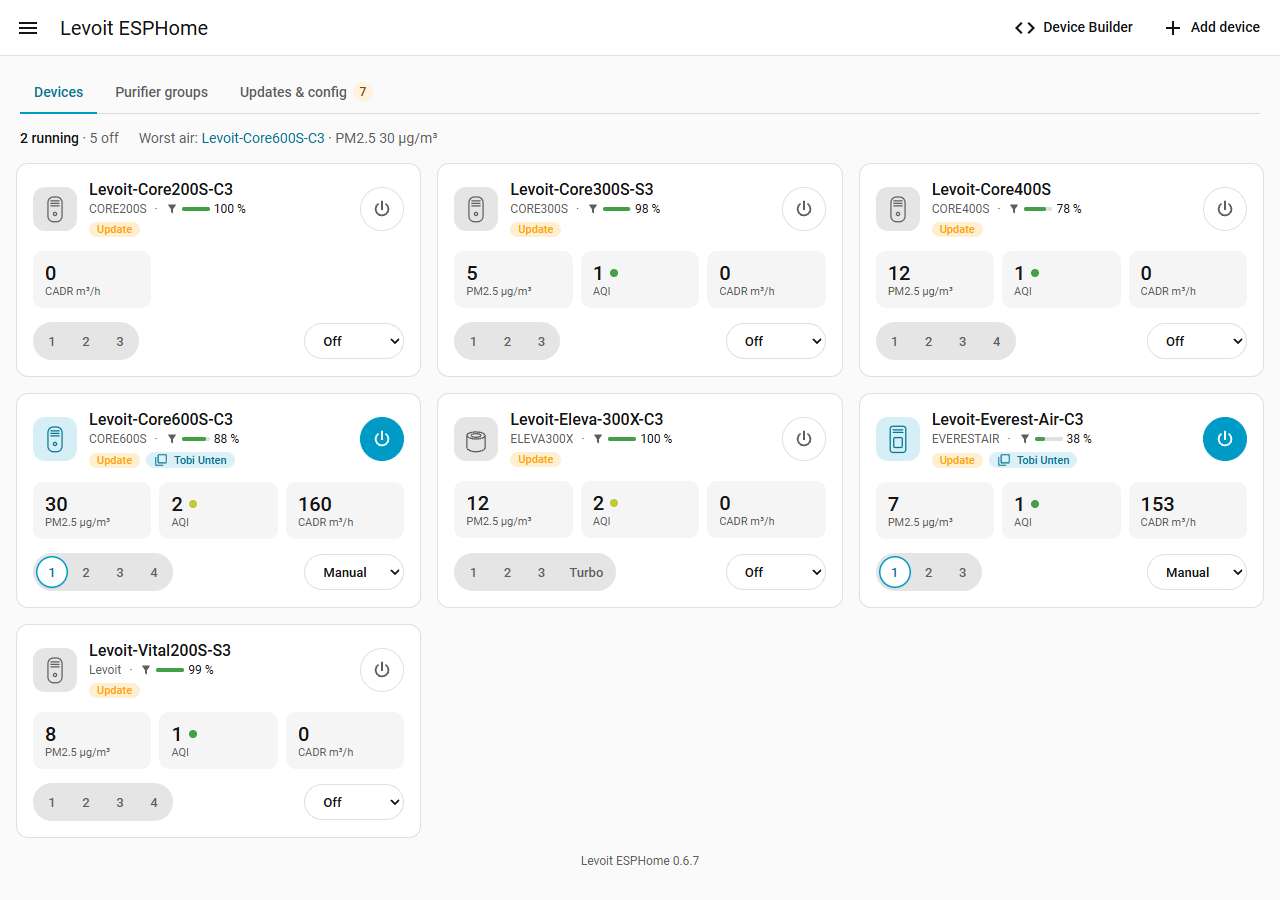 Levoit ESPHome
Device Builder
Add device
Devices
Purifier groups
Updates & config 7
2 running · 5 off
Worst air: Levoit-Core600S-C3 · PM2.5 30 µg/m³
Levoit-Core200S-C3
CORE200S · 100 %
Update
0
CADR m³/h
1 2 3
Off
Levoit-Core300S-S3
CORE300S · 98 %
Update
5
PM2.5 µg/m³
1
AQI
0
CADR m³/h
1 2 3
Off
Levoit-Core400S
CORE400S · 78 %
Update
12
PM2.5 µg/m³
1
AQI
0
CADR m³/h
1 2 3 4
Off
Levoit-Core600S-C3
CORE600S · 88 %
Update Tobi Unten
30
PM2.5 µg/m³
2
AQI
160
CADR m³/h
1 2 3 4
Manual
Levoit-Eleva-300X-C3
ELEVA300X · 100 %
Update
12
PM2.5 µg/m³
2
AQI
0
CADR m³/h
1 2 3 Turbo
Off
Levoit-Everest-Air-C3
EVERESTAIR · 38 %
Update Tobi Unten
7
PM2.5 µg/m³
1
AQI
153
CADR m³/h
1 2 3
Manual
Levoit-Vital200S-S3
Levoit · 99 %
Update
8
PM2.5 µg/m³
1
AQI
0
CADR m³/h
1 2 3 4
Off
Levoit ESPHome 0.6.7